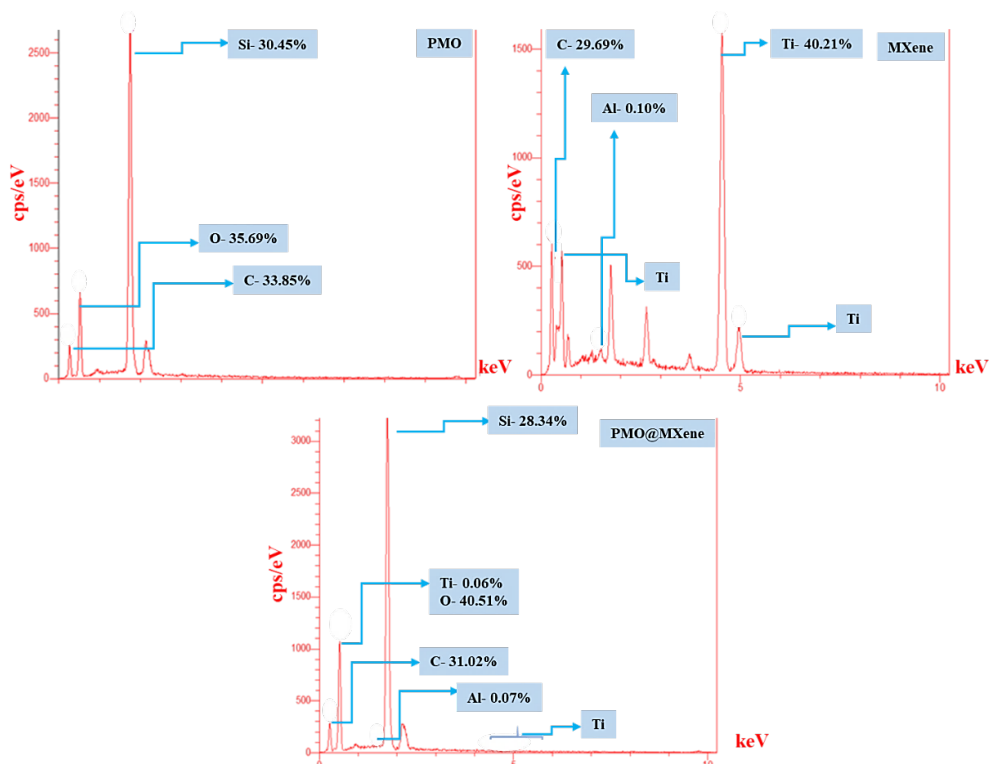 Si- 30.45%
PMO
2500
2000
1500
1000
500
0
cps/eV
O- 35.69%
C- 33.85%
keV
C- 29.69%
Ti- 40.21%
MXene
Al- 0.10%
1500
1000
500
0
cps/eV
Ti
Ti
0
5
10
keV
Si- 28.34%
PMO@MXene
3000
2500
2000
1500
1000
500
0
cps/eV
Ti- 0.06%
O- 40.51%
C- 31.02%
Al- 0.07%
Ti
0
5
10
keV